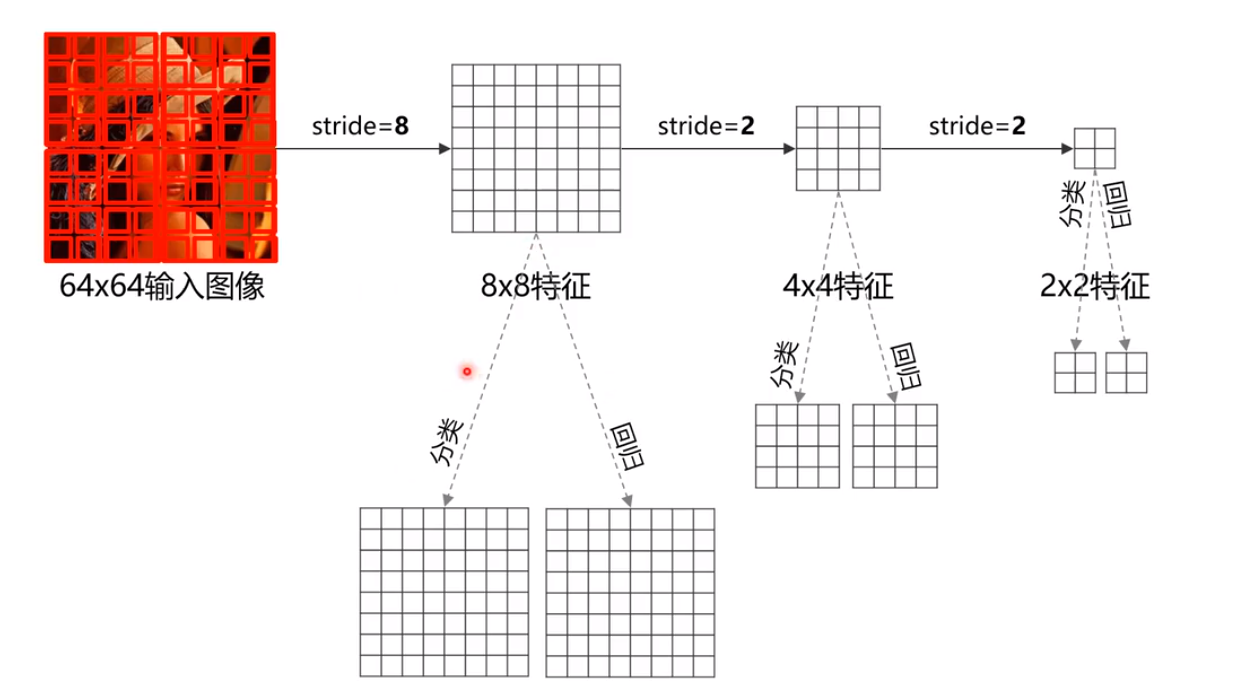 stride=8
stride=2
stride=2
64x64输入图像
8x8特征
4x4特征
2x2特征
分类
回归
分类
回归
分类
回归